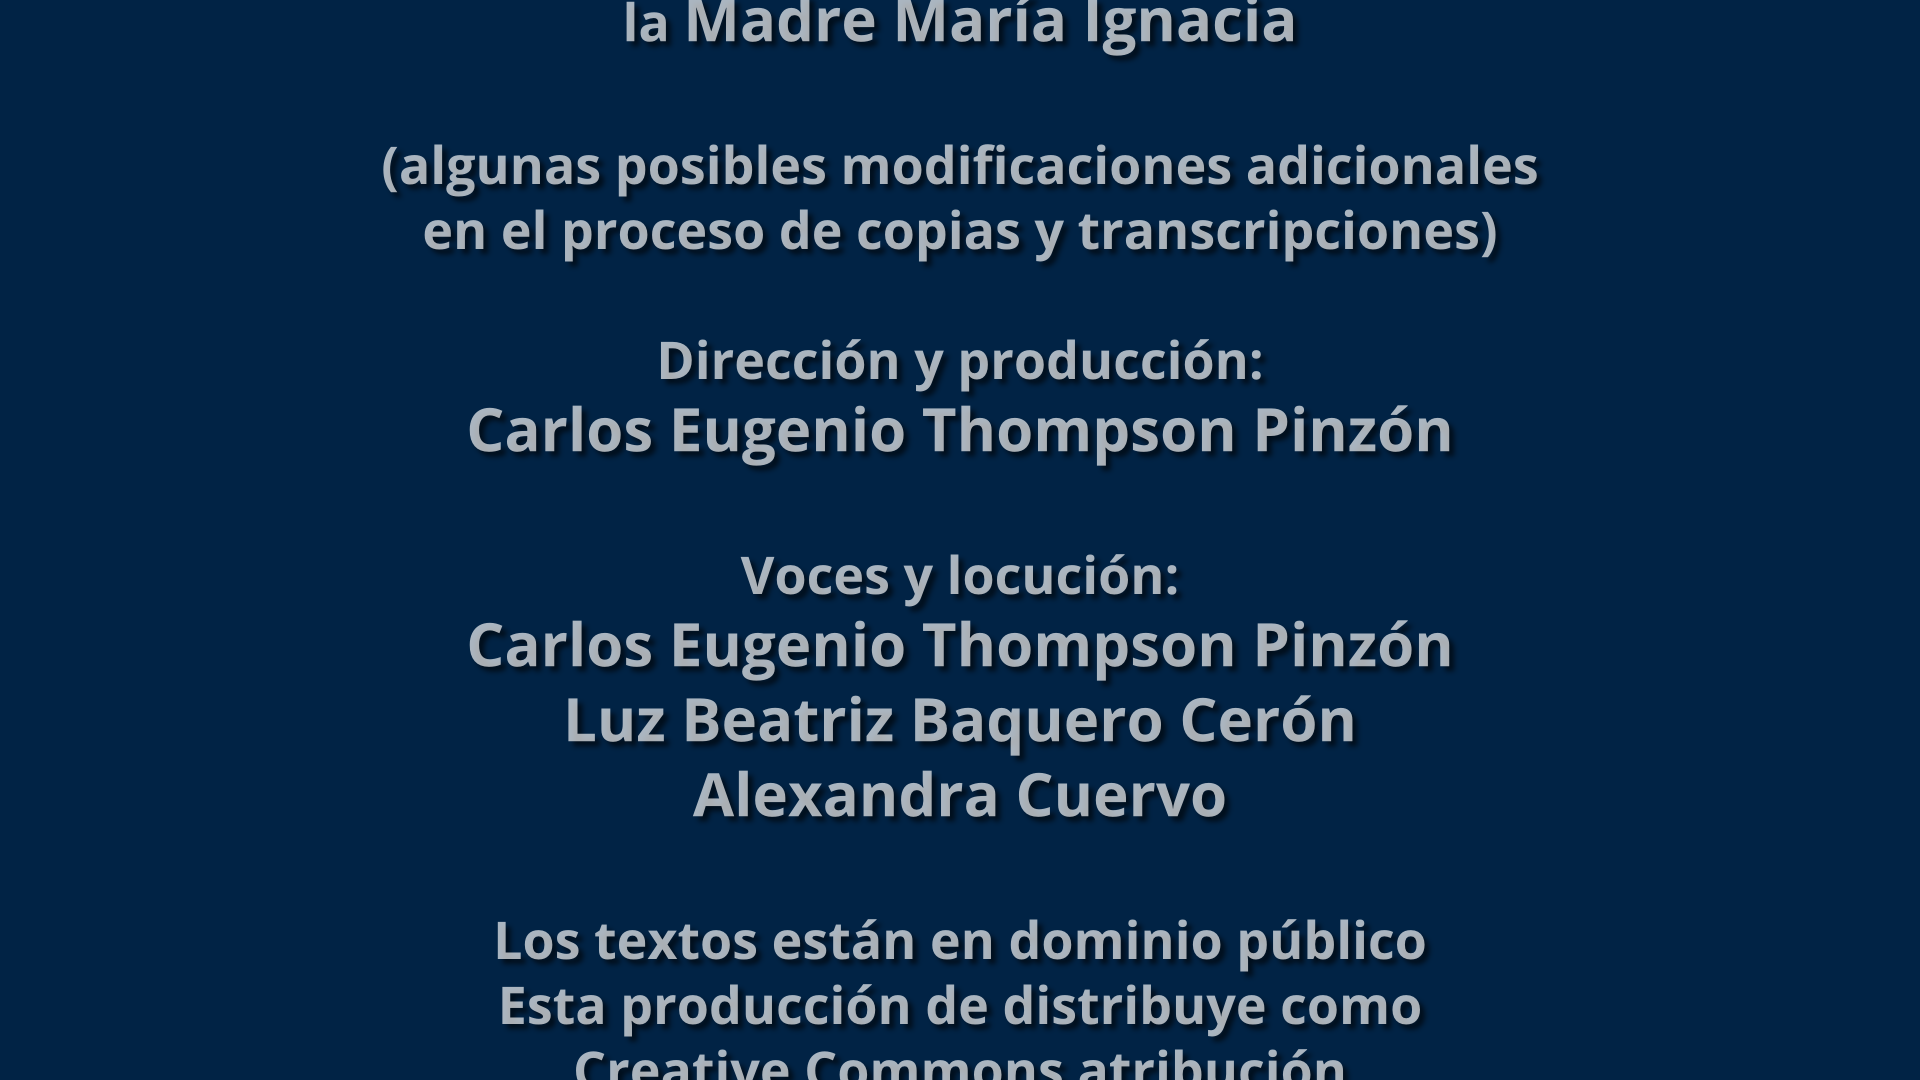 la Madre María Ignacia
(algunas posibles modificaciones adicionales
en el proceso de copias y transcripciones)
Dirección y producción:
Carlos Eugenio Thompson Pinzón
Voces y locución:
Carlos Eugenio Thompson Pinzón
Luz Beatriz Baquero Cerón
Alexandra Cuervo
Los textos están en dominio público
Esta producción de distribuye como
Creative Commons atribución